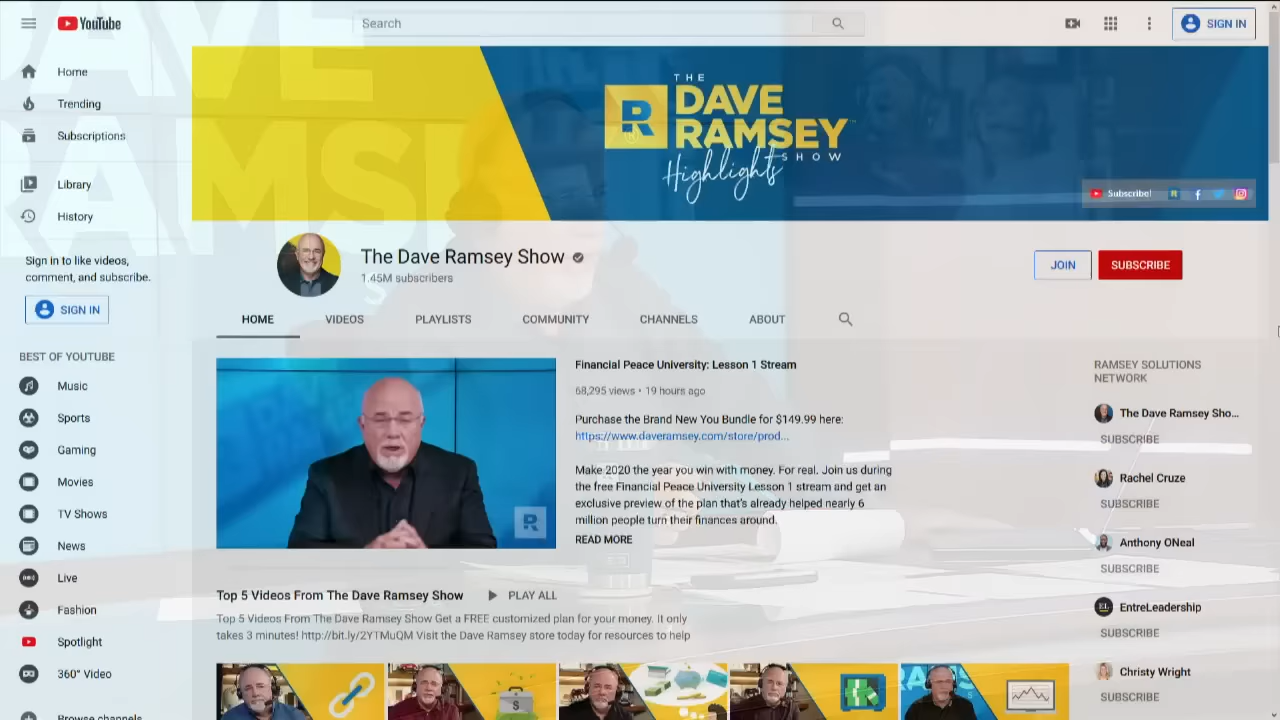 YouTube
Search
SIGN IN
Home
Trending
Subscriptions
Library
History
Sign in to like videos,
comment, and subscribe.
SIGN IN
BEST OF YOUTUBE
Music
Sports
Gaming
Movies
TV Shows
News
Live
Fashion
Spotlight
360° Video
Browse channels
DAVE
RAMS
THE
R DAVE
RAMSEY™
SHOW
Highlights
Subscribe!
The Dave Ramsey Show
1.45M subscribers
JOIN
SUBSCRIBE
HOME VIDEOS PLAYLISTS COMMUNITY CHANNELS ABOUT
R
Financial Peace University: Lesson 1 Stream
68,295 views • 19 hours ago
Purchase the Brand New You Bundle for $149.99 here:
https://www.daveramsey.com/store/prod...
Make 2020 the year you win with money. For real. Join us during
the free Financial Peace University Lesson 1 stream and get an
exclusive preview of the plan that's already helped nearly 6
million people turn their finances around.
READ MORE
Top 5 Videos From The Dave Ramsey Show PLAY ALL
Top 5 Videos From The Dave Ramsey Show Get a FREE customized plan for your money. It only
takes 3 minutes! http://bit.ly/2YTMuQM Visit the Dave Ramsey store today for resources to help
RAMSEY SOLUTIONS
NETWORK
The Dave Ramsey Sho...
SUBSCRIBE
Rachel Cruze
SUBSCRIBE
Anthony ONeal
SUBSCRIBE
EntreLeadership
SUBSCRIBE
Christy Wright
SUBSCRIBE